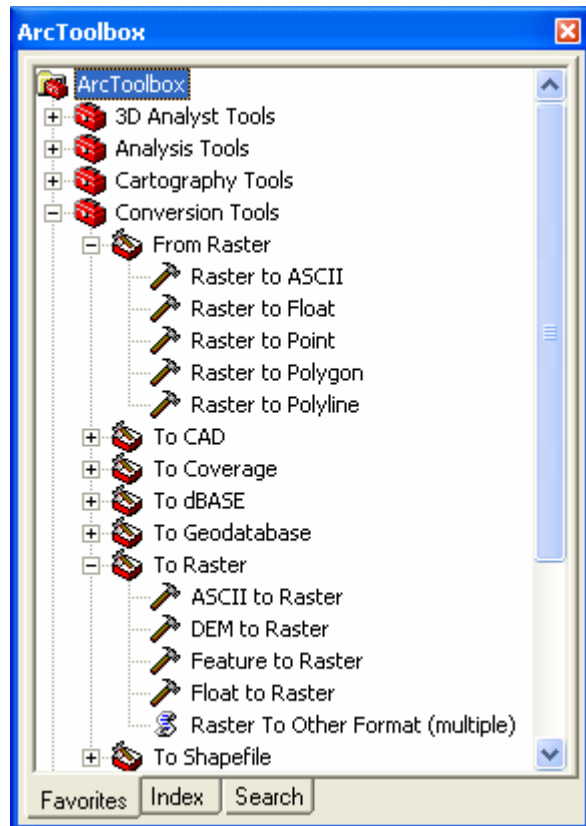 ArcToolbox
ArcToolbox
3D Analyst Tools
Analysis Tools
Cartography Tools
Conversion Tools
From Raster
Raster to ASCII
Raster to Float
Raster to Point
Raster to Polygon
Raster to Polyline
To CAD
To Coverage
To dBASE
To Geodatabase
To Raster
ASCII to Raster
DEM to Raster
Feature to Raster
Float to Raster
Raster To Other Format (multiple)
To Shapefile
Favorites Index Search